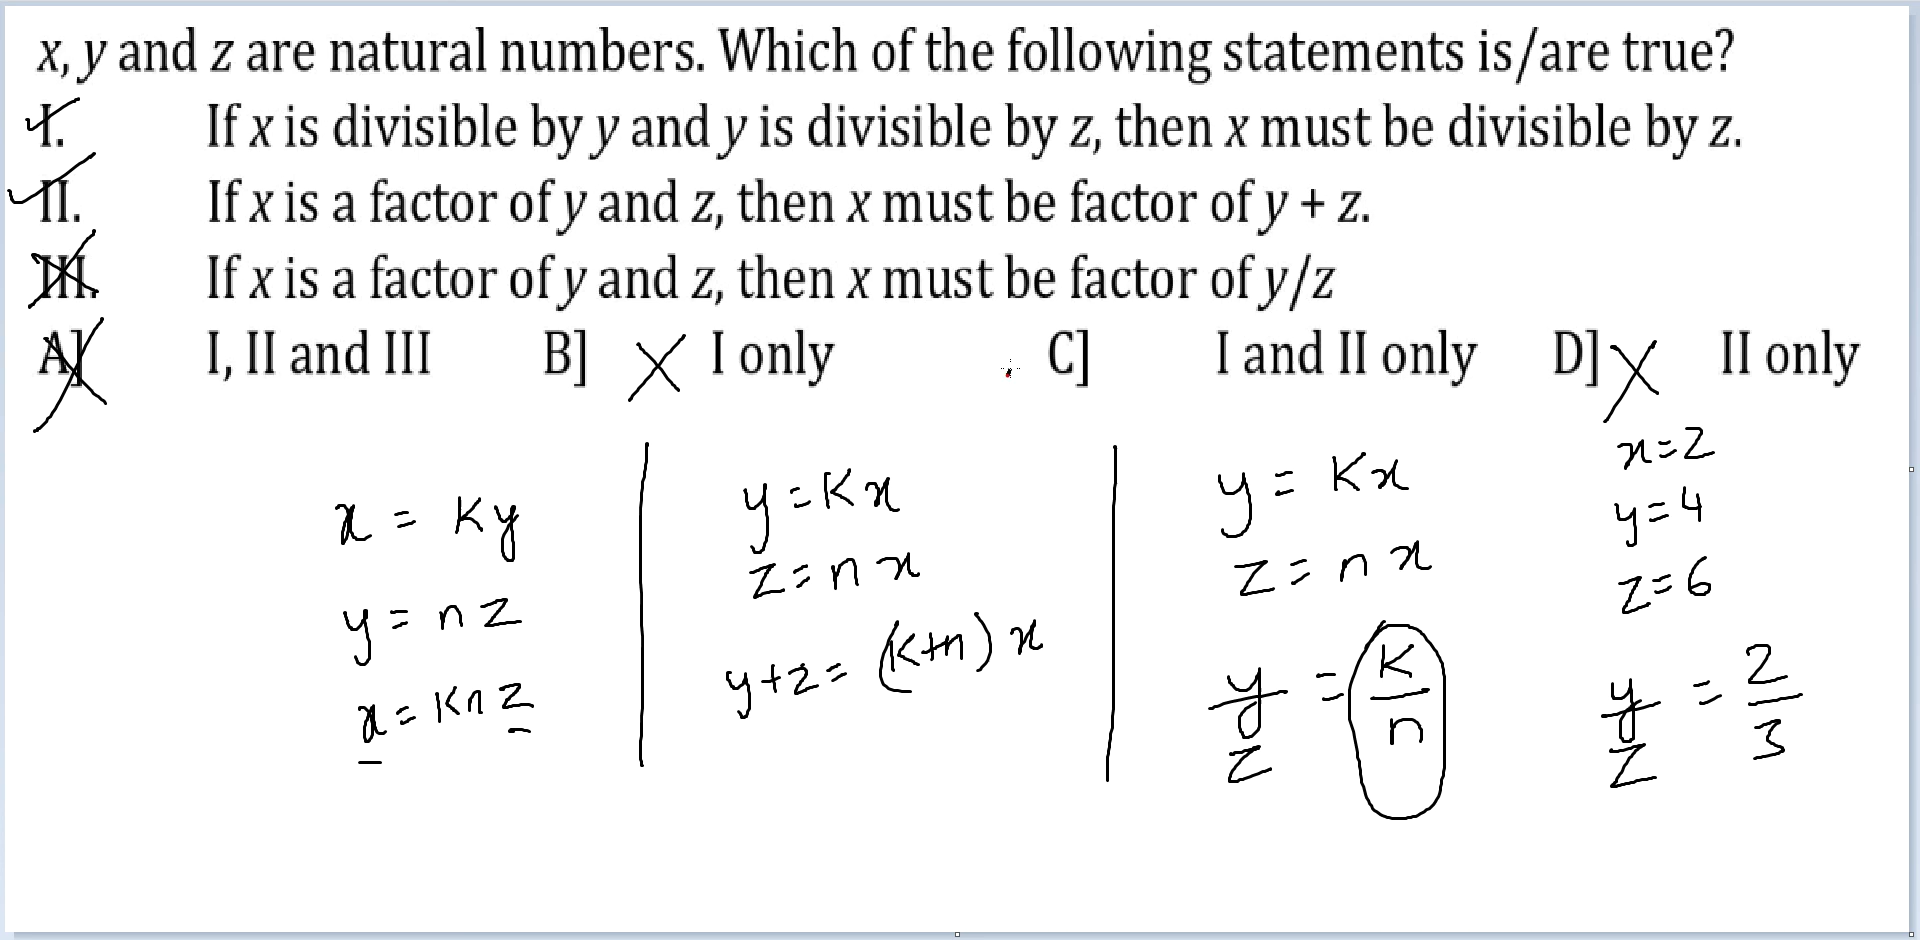 x, y and z are natural numbers. Which of the following statements is/are true?
I. If x is divisible by y and y is divisible by z, then x must be divisible by z.
II. If x is a factor of y and z, then x must be factor of y + z.
III. If x is a factor of y and z, then x must be factor of y/z
A] I, II and III B] I only C] I and II only D] II only
x = Ky
y = nz
x = Knz
y = Kx
z = nx
y+z = (K+n) x
y = Kx
z = nx
y/z = K/n
x=2
y=4
z=6
y/z = 2/3